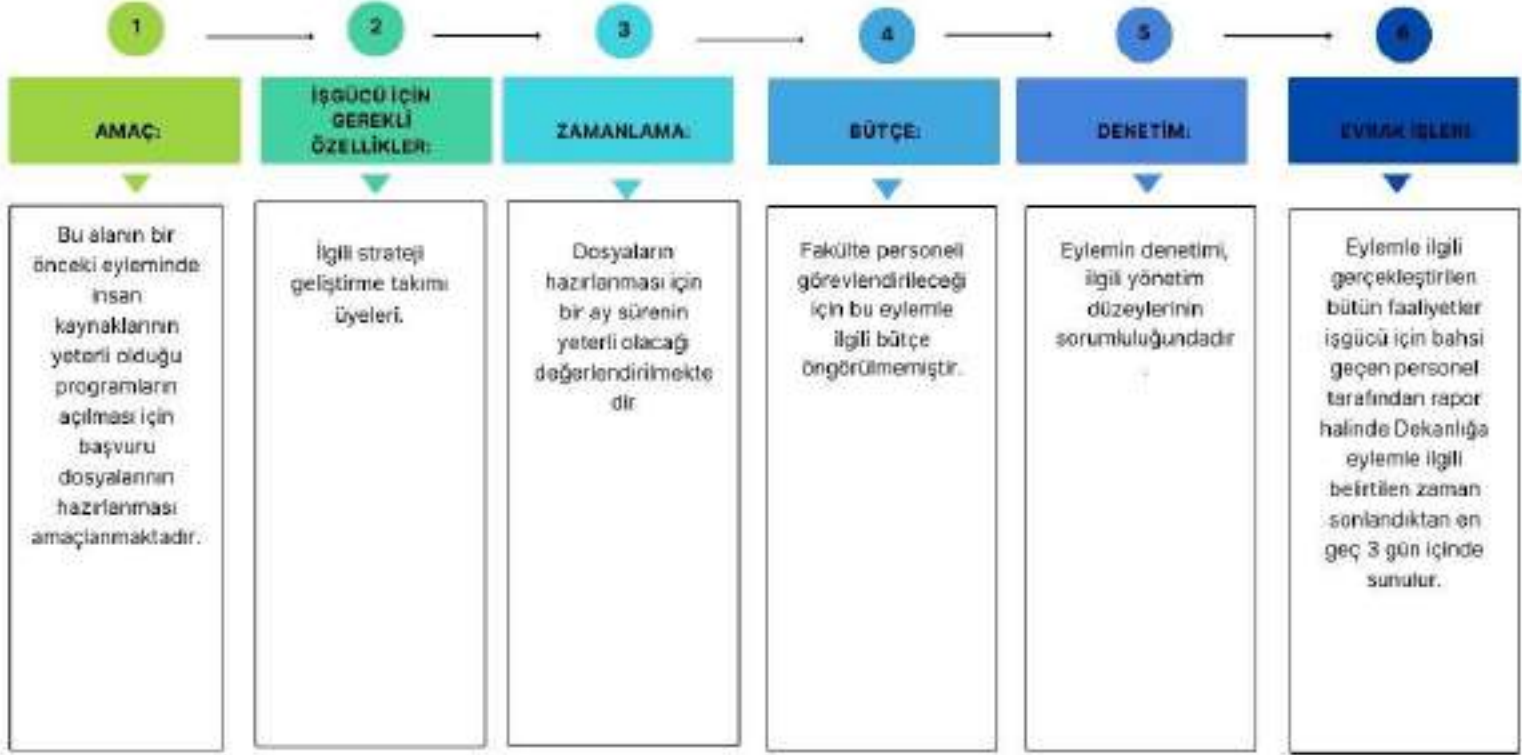 1
AMAÇ:
Bu alanın bir
önceki eyleminde
insan
kaynaklarının
yeterli olduğu
programların
açılması için
başvuru
dosyalarının
hazırlanması
amaçlanmaktadır.
2
İŞGÜCÜ İÇİN
GEREKLİ
ÖZELLİKLER:
İlgili strateji
geliştirme takımı
üyeleri.
3
ZAMANLAMA:
Dosyaların
hazırlanması için
bir ay sürenin
yeterli olacağı
değerlendirilmekte
dir
4
BÜTÇE:
Fakülte personeli
görevlendirileceği
için bu eylemle
ilgili bütçe
öngörülmemiştir.
5
DENETİM:
Eylemin denetimi,
ilgili yönetim
düzeylerinin
sorumluluğundadır
.
6
EVRAK İŞLERİ:
Eylemle ilgili
gerçekleştirilen
bütün faaliyetler
işgücü için bahsi
geçen personel
tarafından rapor
halinde Dekanlığa
eylemle ilgili
belirtilen zaman
sonlandıktan en
geç 3 gün içinde
sunulur.